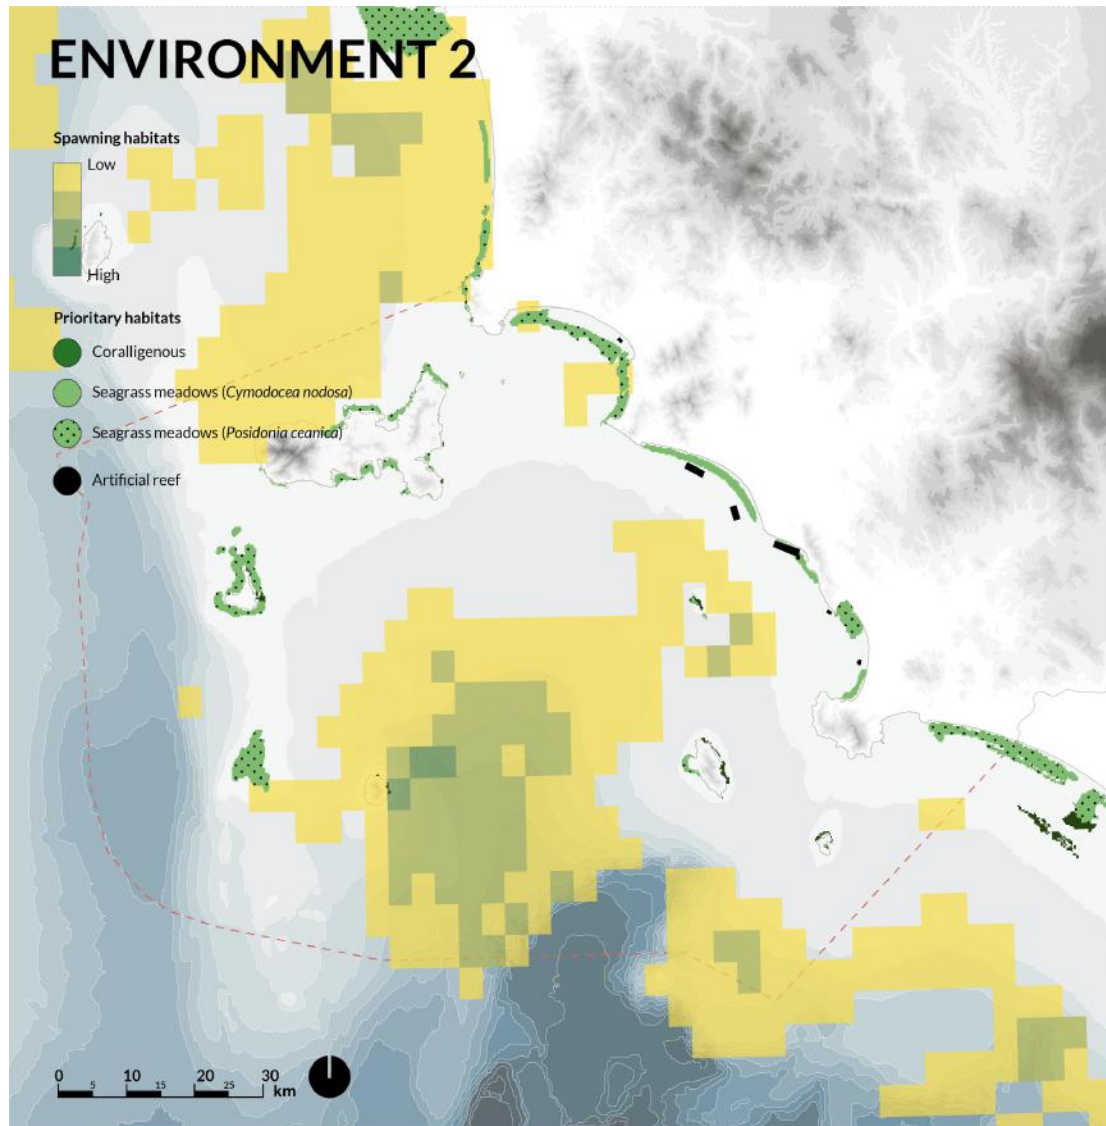 ENVIRONMENT 2
Spawning habitats
Low
High
Prioritary habitats
Coralligenous
Seagrass meadows (Cymodocea nodosa)
Seagrass meadows (Posidonia ceanica)
Artificial reef
0 5 10 15 20 25 30 km